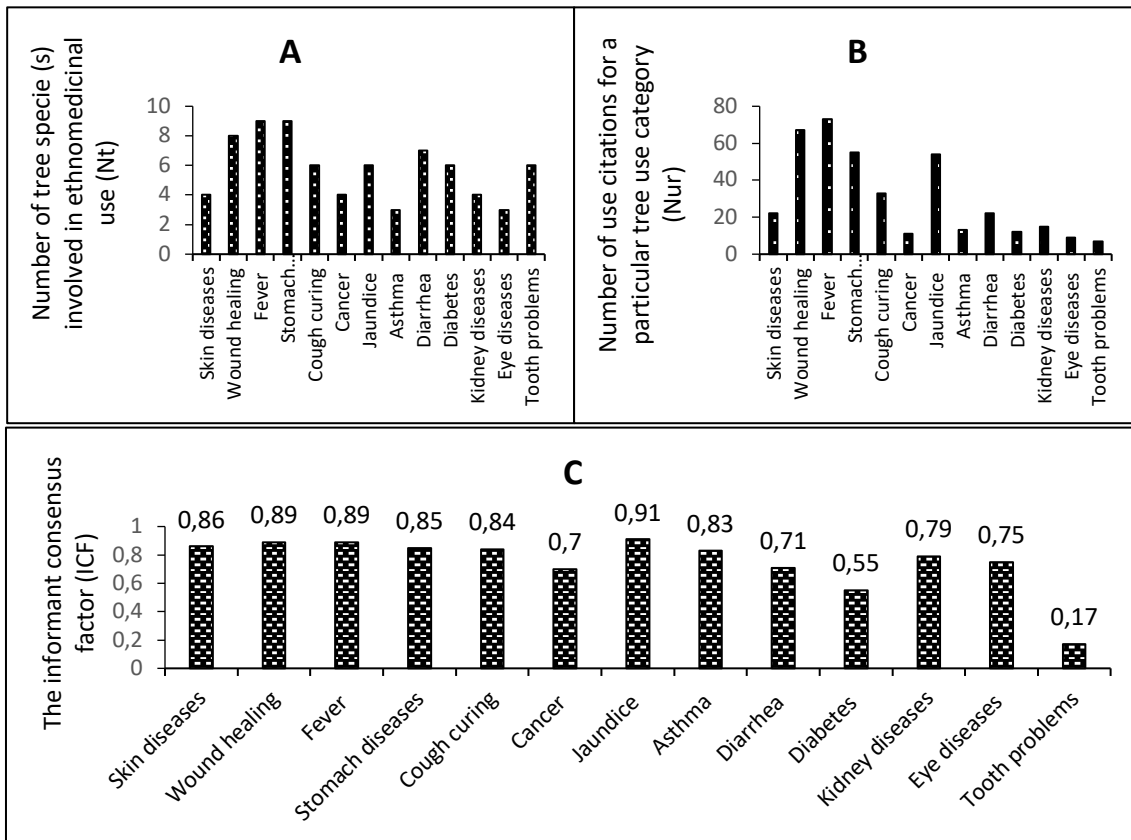 A
Number of tree specie (s)
involved in ethnomedicinal
use (Nt)
10
8
6
4
2
0
Skin diseases
Wound healing
Fever
Stomach…
Cough curing
Cancer
Jaundice
Asthma
Diarrhea
Diabetes
Kidney diseases
Eye diseases
Tooth problems
B
Number of use citations for a
particular tree use category
(Nur)
80
60
40
20
0
Skin diseases
Wound healing
Fever
Stomach…
Cough curing
Cancer
Jaundice
Asthma
Diarrhea
Diabetes
Kidney diseases
Eye diseases
Tooth problems
C
The informant consensus
factor (ICF)
1
0,8
0,6
0,4
0,2
0
0,86
0,89
0,89
0,85
0,84
0,7
0,91
0,83
0,71
0,55
0,79
0,75
0,17
Skin diseases
Wound healing
Fever
Stomach diseases
Cough curing
Cancer
Jaundice
Asthma
Diarrhea
Diabetes
Kidney diseases
Eye diseases
Tooth problems